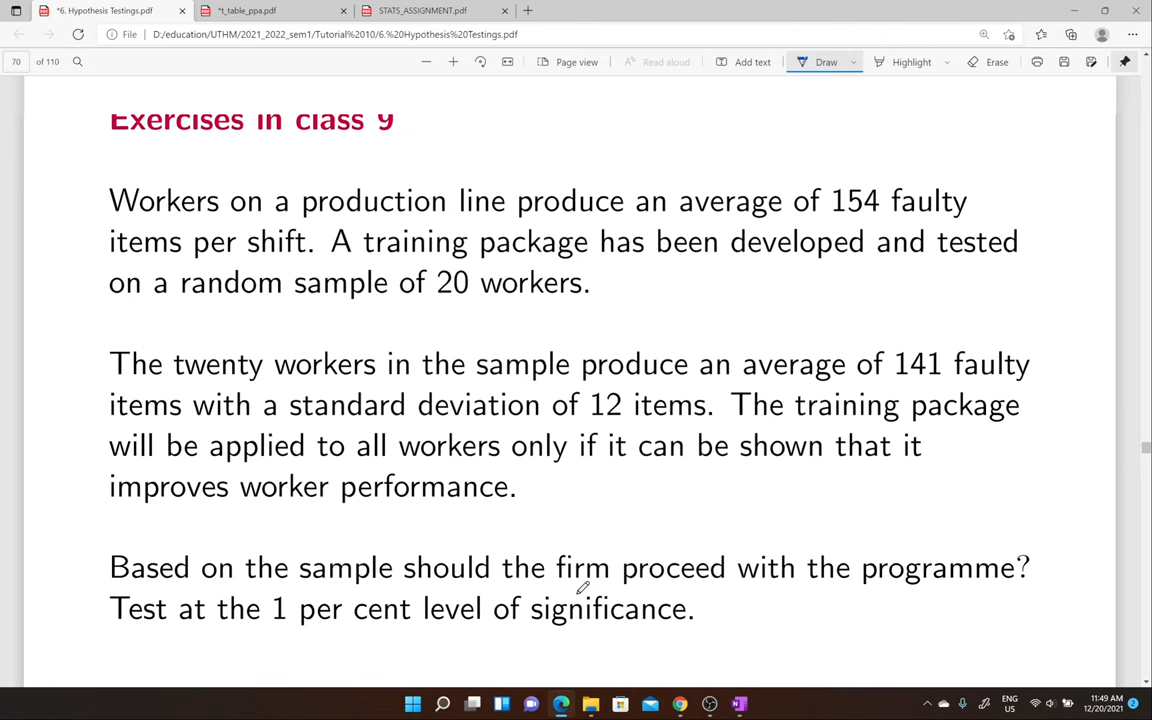 *6. Hypothesis Testings.pdf
*t_table_ppa.pdf
STATS_ASSIGNMENT.pdf
File
D:/education/UTHM/2021_2022_sem1/Tutorial%2010/6.%20Hypothesis%20Testings.pdf
70 of 110
Page view
Read aloud
Add text
Draw
Highlight
Erase
Exercises in class 9
Workers on a production line produce an average of 154 faulty
items per shift. A training package has been developed and tested
on a random sample of 20 workers.
The twenty workers in the sample produce an average of 141 faulty
items with a standard deviation of 12 items. The training package
will be applied to all workers only if it can be shown that it
improves worker performance.
Based on the sample should the firm proceed with the programme?
Test at the 1 per cent level of significance.
ENG
US
11:49 AM
12/20/2021
2